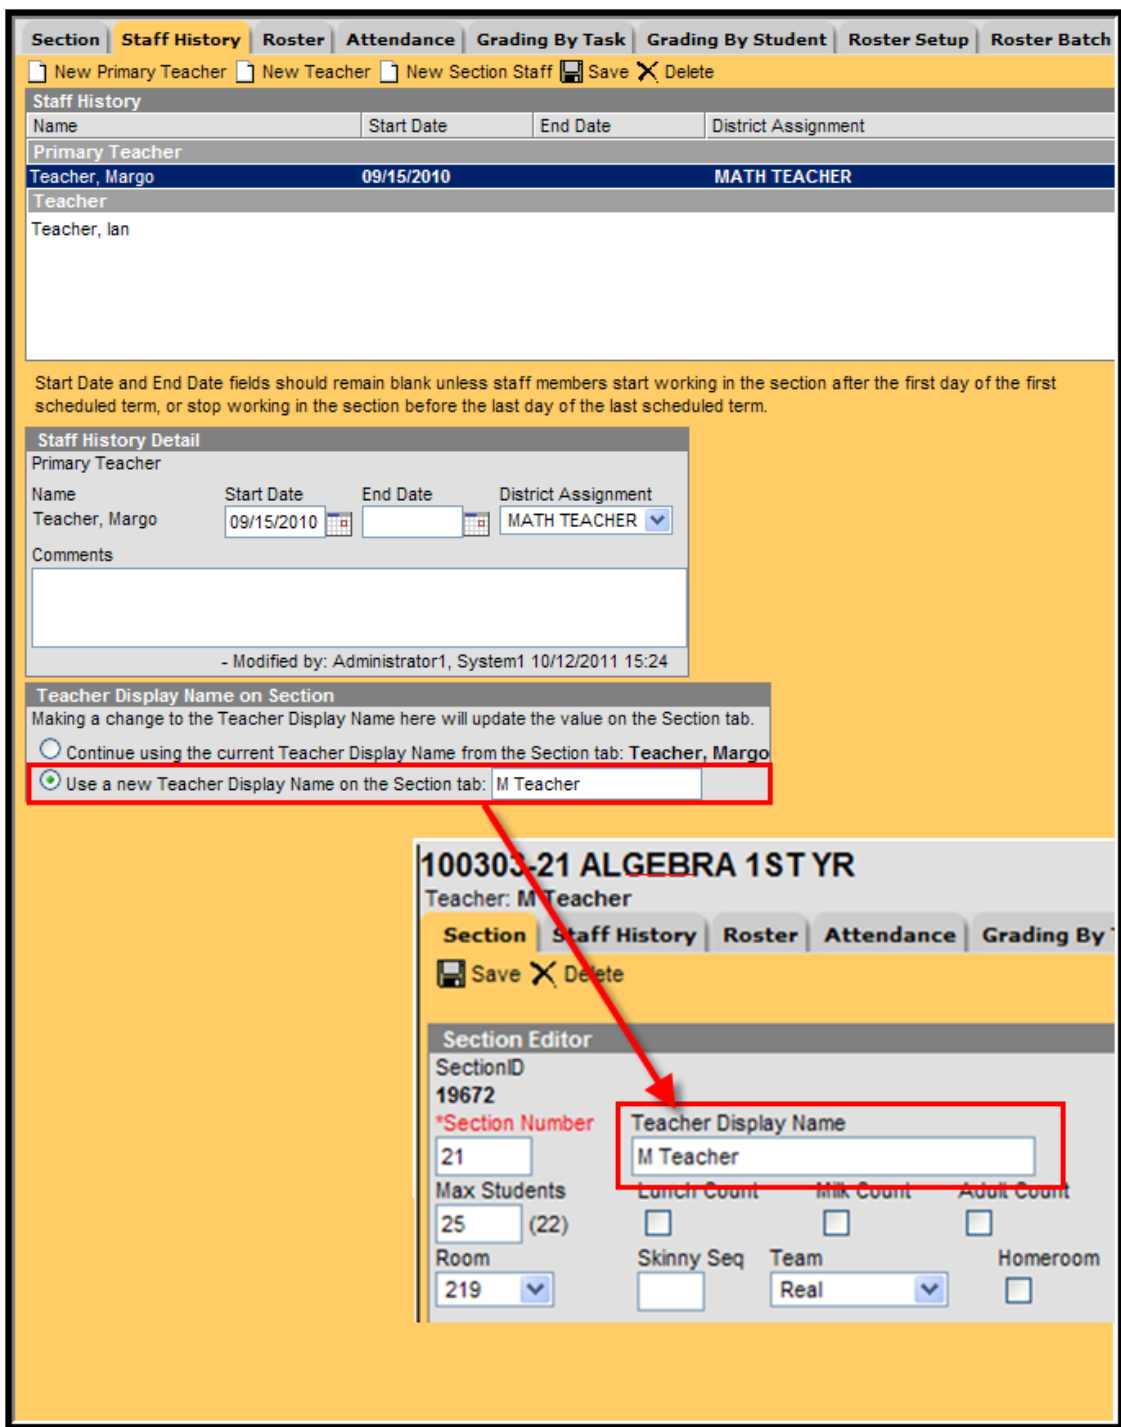 Section Staff History Roster Attendance Grading By Task Grading By Student Roster Setup Roster Batch
New Primary Teacher New Teacher New Section Staff Save Delete
Staff History
Name Start Date End Date District Assignment
Primary Teacher
Teacher, Margo 09/15/2010 MATH TEACHER
Teacher
Teacher, Ian
Start Date and End Date fields should remain blank unless staff members start working in the section after the first day of the first
scheduled term, or stop working in the section before the last day of the last scheduled term.
Staff History Detail
Primary Teacher
Name Start Date End Date District Assignment
Teacher, Margo 09/15/2010 MATH TEACHER
Comments
- Modified by: Administrator1, System1 10/12/2011 15:24
Teacher Display Name on Section
Making a change to the Teacher Display Name here will update the value on the Section tab.
Continue using the current Teacher Display Name from the Section tab: Teacher, Margo
Use a new Teacher Display Name on the Section tab: M Teacher
100303-21 ALGEBRA 1ST YR
Teacher: M Teacher
Section Staff History Roster Attendance Grading By
Save Delete
Section Editor
SectionID
19672
*Section Number Teacher Display Name
21 M Teacher
Max Students Lunch Count Milk Count Adult Count
25 (22)
Room Skinny Seq Team Homeroom
219 Real